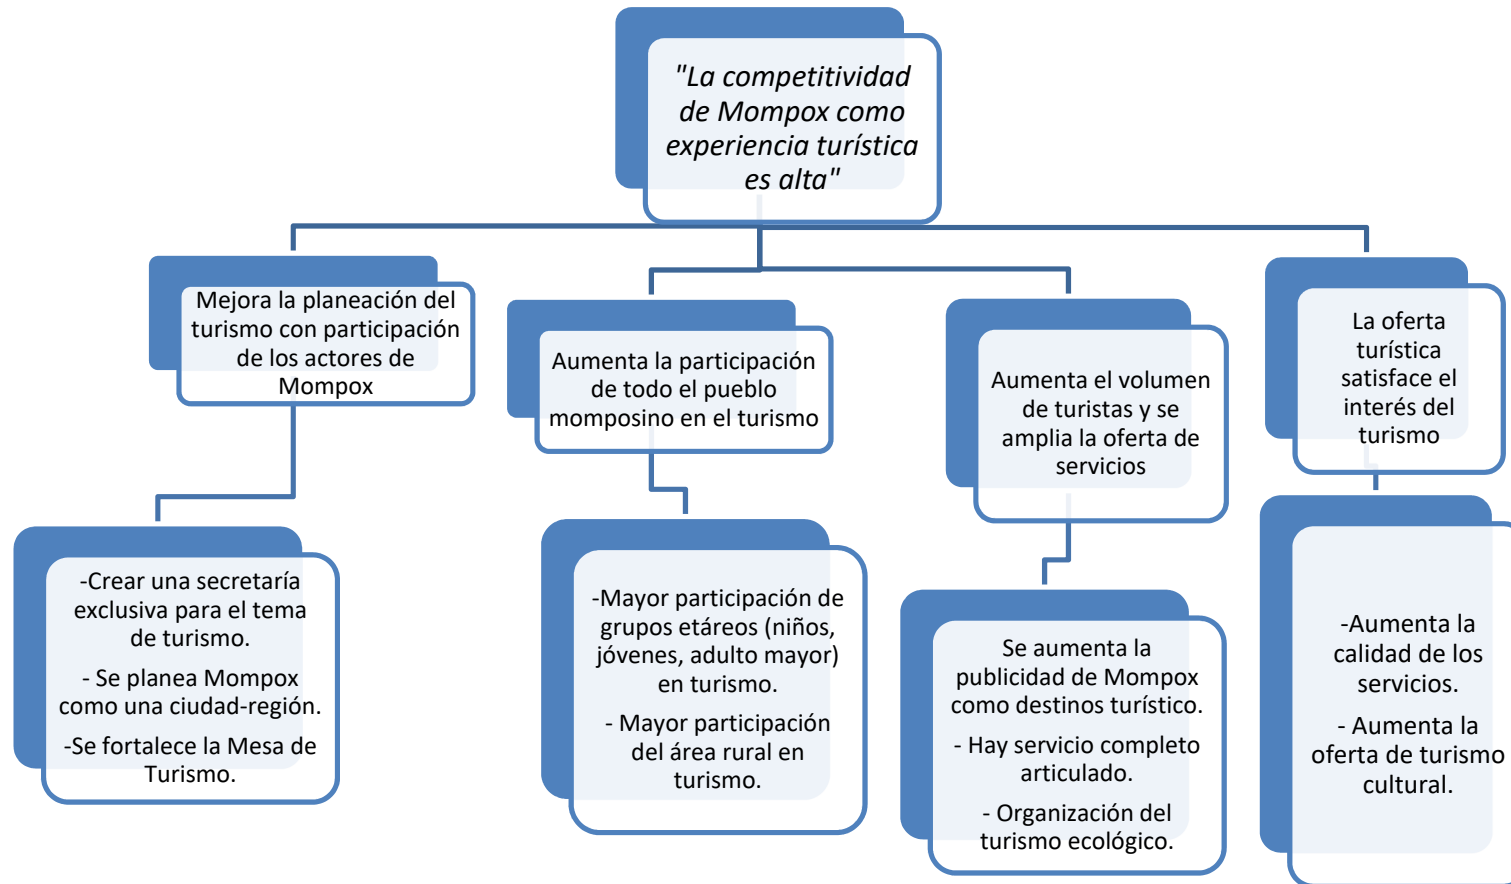 "La competitividad
de Mompox como
experiencia turística
es alta"
Mejora la planeación del
turismo con participación
de los actores de
Mompox
Aumenta la participación
de todo el pueblo
momposino en el turismo
Aumenta el volumen
de turistas y se
amplia la oferta de
servicios
La oferta
turística
satisface el
interés del
turismo
-Crear una secretaría
exclusiva para el tema
de turismo.
- Se planea Mompox
como una ciudad-región.
-Se fortalece la Mesa de
Turismo.
-Mayor participación de
grupos etáreos (niños,
jóvenes, adulto mayor)
en turismo.
- Mayor participación
del área rural en
turismo.
Se aumenta la
publicidad de Mompox
como destinos turístico.
- Hay servicio completo
articulado.
- Organización del
turismo ecológico.
-Aumenta la
calidad de los
servicios.
- Aumenta la
oferta de turismo
cultural.